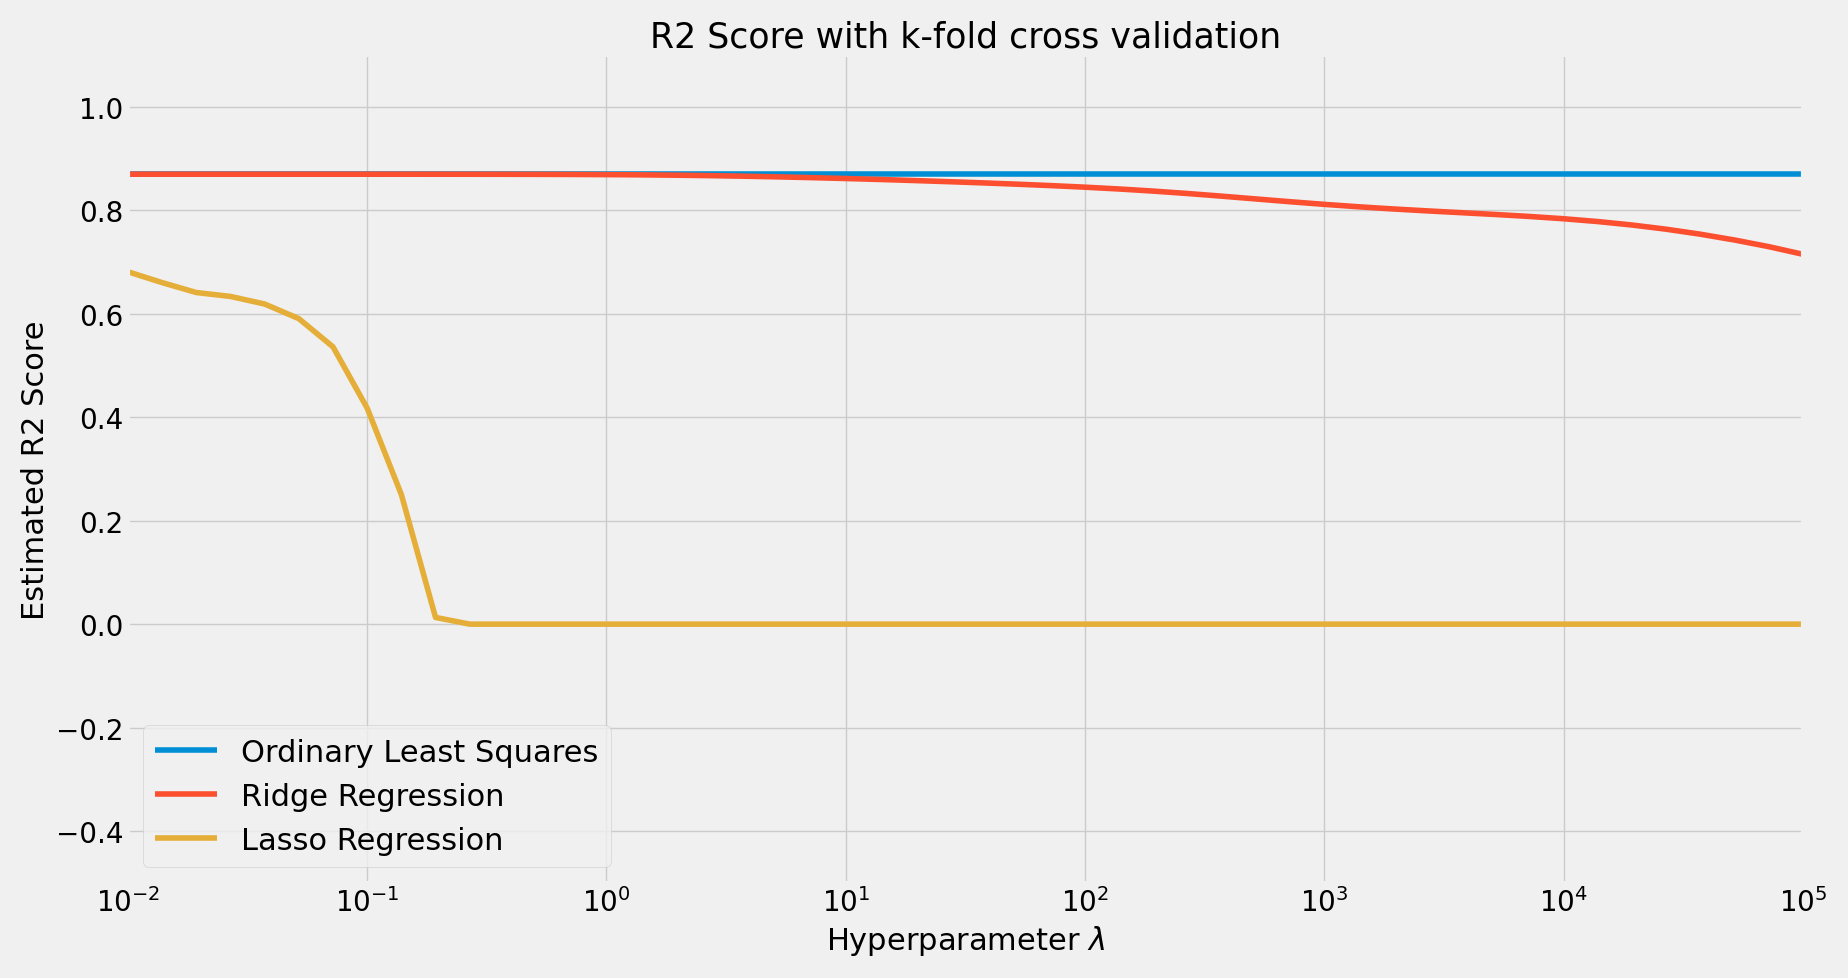 R2 Score with k-fold cross validation
Estimated R2 Score
1.0
0.8
0.6
0.4
0.2
0.0
−0.2
−0.4
Ordinary Least Squares
Ridge Regression
Lasso Regression
10⁻² 10⁻¹ 10⁰ 10¹ 10² 10³ 10⁴ 10⁵
Hyperparameter λ